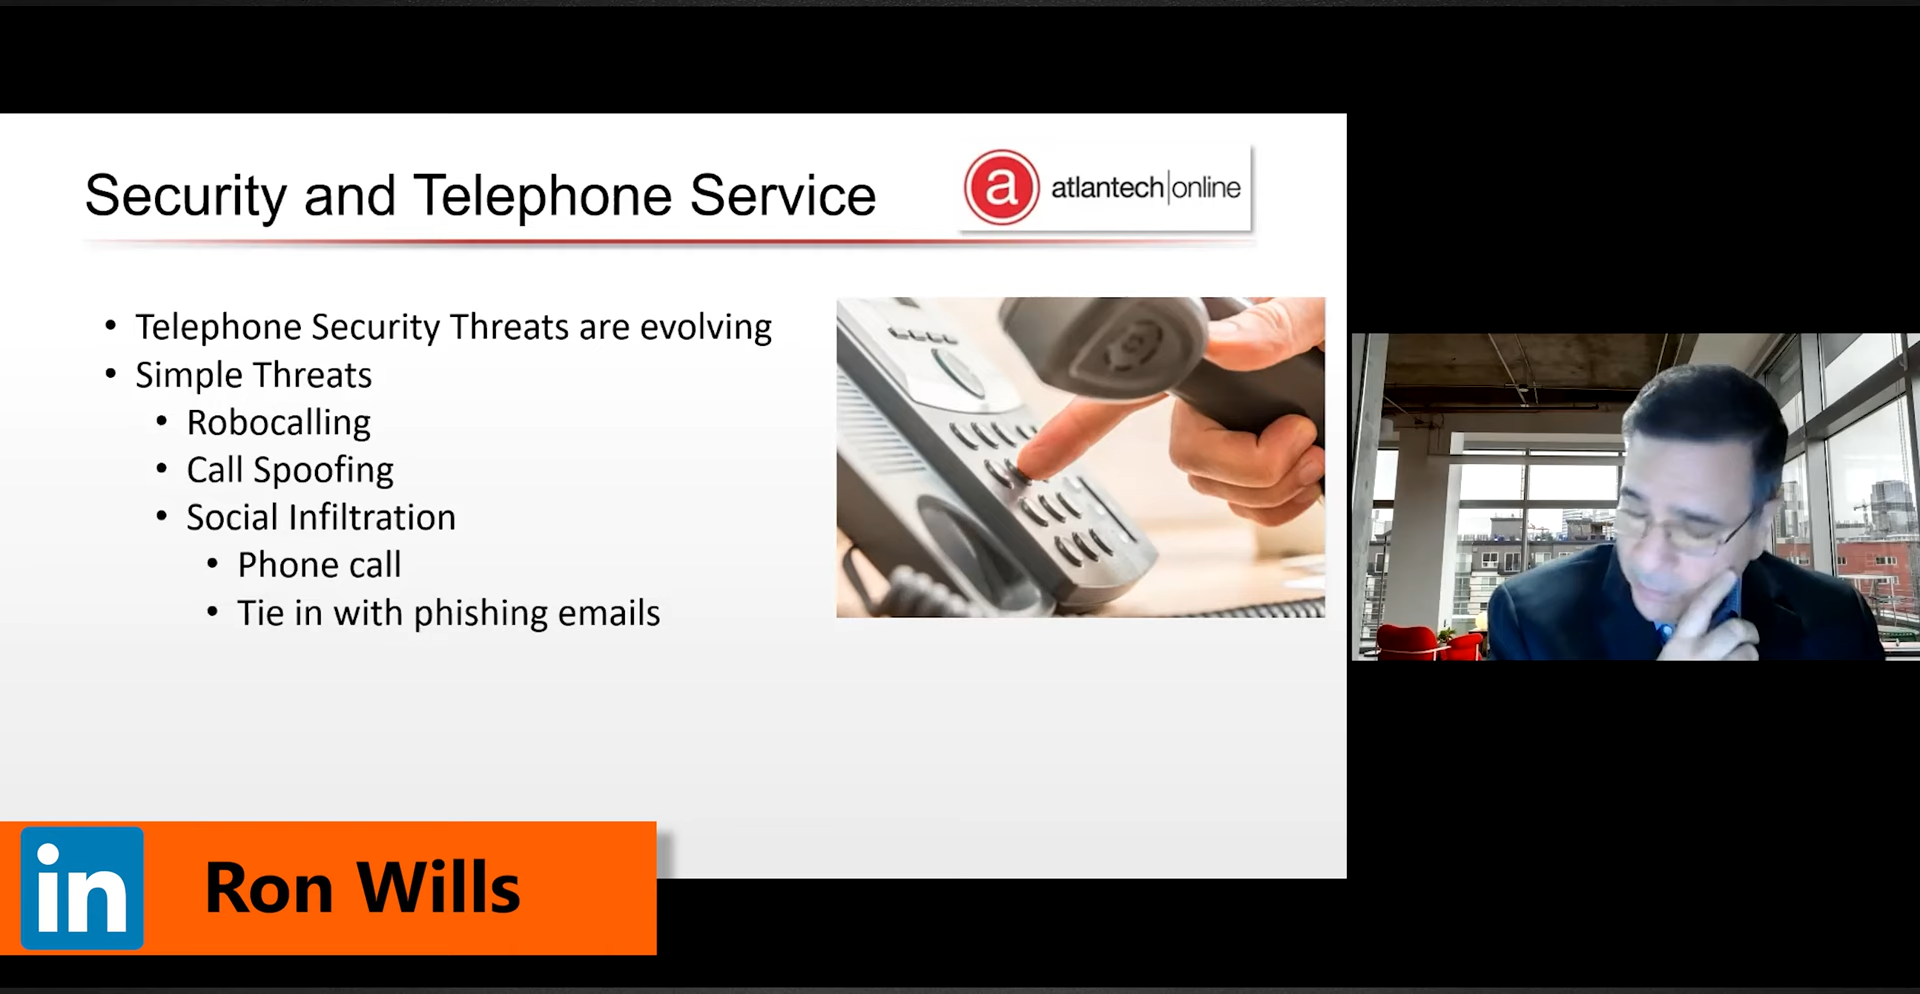 Security and Telephone Service
a atlantech|online
• Telephone Security Threats are evolving
• Simple Threats
• Robocalling
• Call Spoofing
• Social Infiltration
• Phone call
• Tie in with phishing emails
in Ron Wills